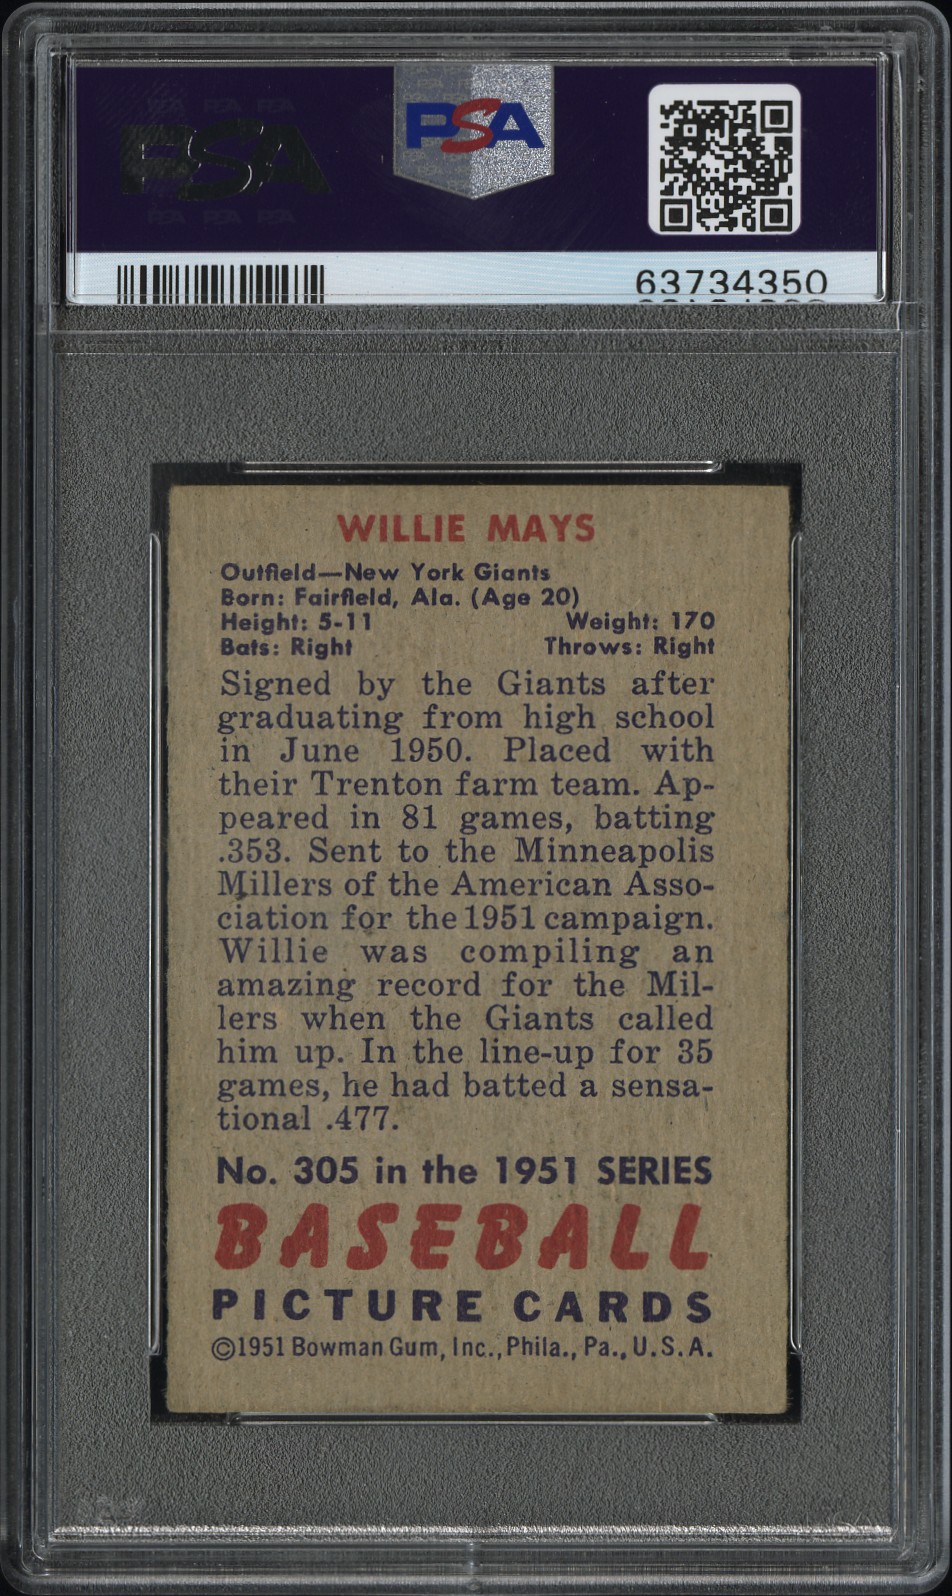 PSA
PSA
63734350
WILLIE MAYS
Outfield—New York Giants
Born: Fairfield, Ala. (Age 20)
Height: 5-11 Weight: 170
Bats: Right Throws: Right
Signed by the Giants after
graduating from high school
in June 1950. Placed with
their Trenton farm team. Ap-
peared in 81 games, batting
.353. Sent to the Minneapolis
Millers of the American Asso-
ciation for the 1951 campaign.
Willie was compiling an
amazing record for the Mil-
lers when the Giants called
him up. In the line-up for 35
games, he had batted a sensa-
tional .477.
No. 305 in the 1951 SERIES
BASEBALL
PICTURE CARDS
©1951 Bowman Gum, Inc., Phila., Pa., U.S.A.